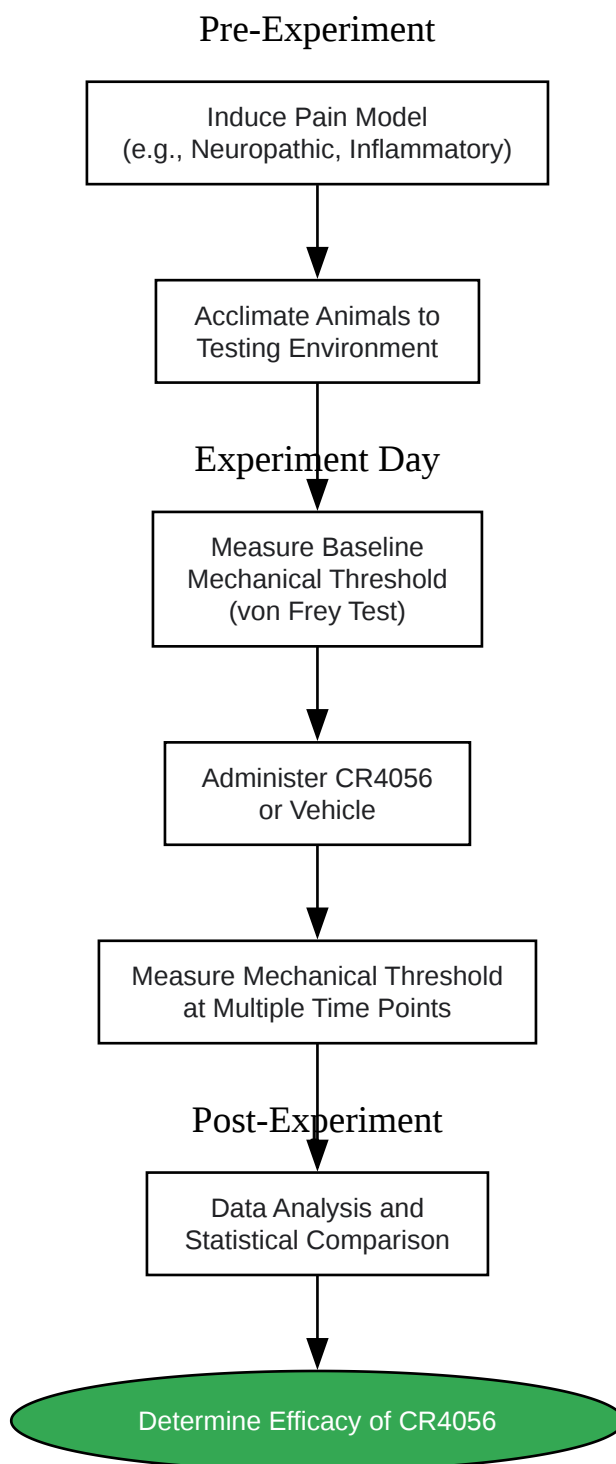 Pre-Experiment
Induce Pain Model
(e.g., Neuropathic, Inflammatory)
Acclimate Animals to
Testing Environment
Experiment Day
Measure Baseline
Mechanical Threshold
(von Frey Test)
Administer CR4056
or Vehicle
Measure Mechanical Threshold
at Multiple Time Points
Post-Experiment
Data Analysis and
Statistical Comparison
Determine Efficacy of CR4056